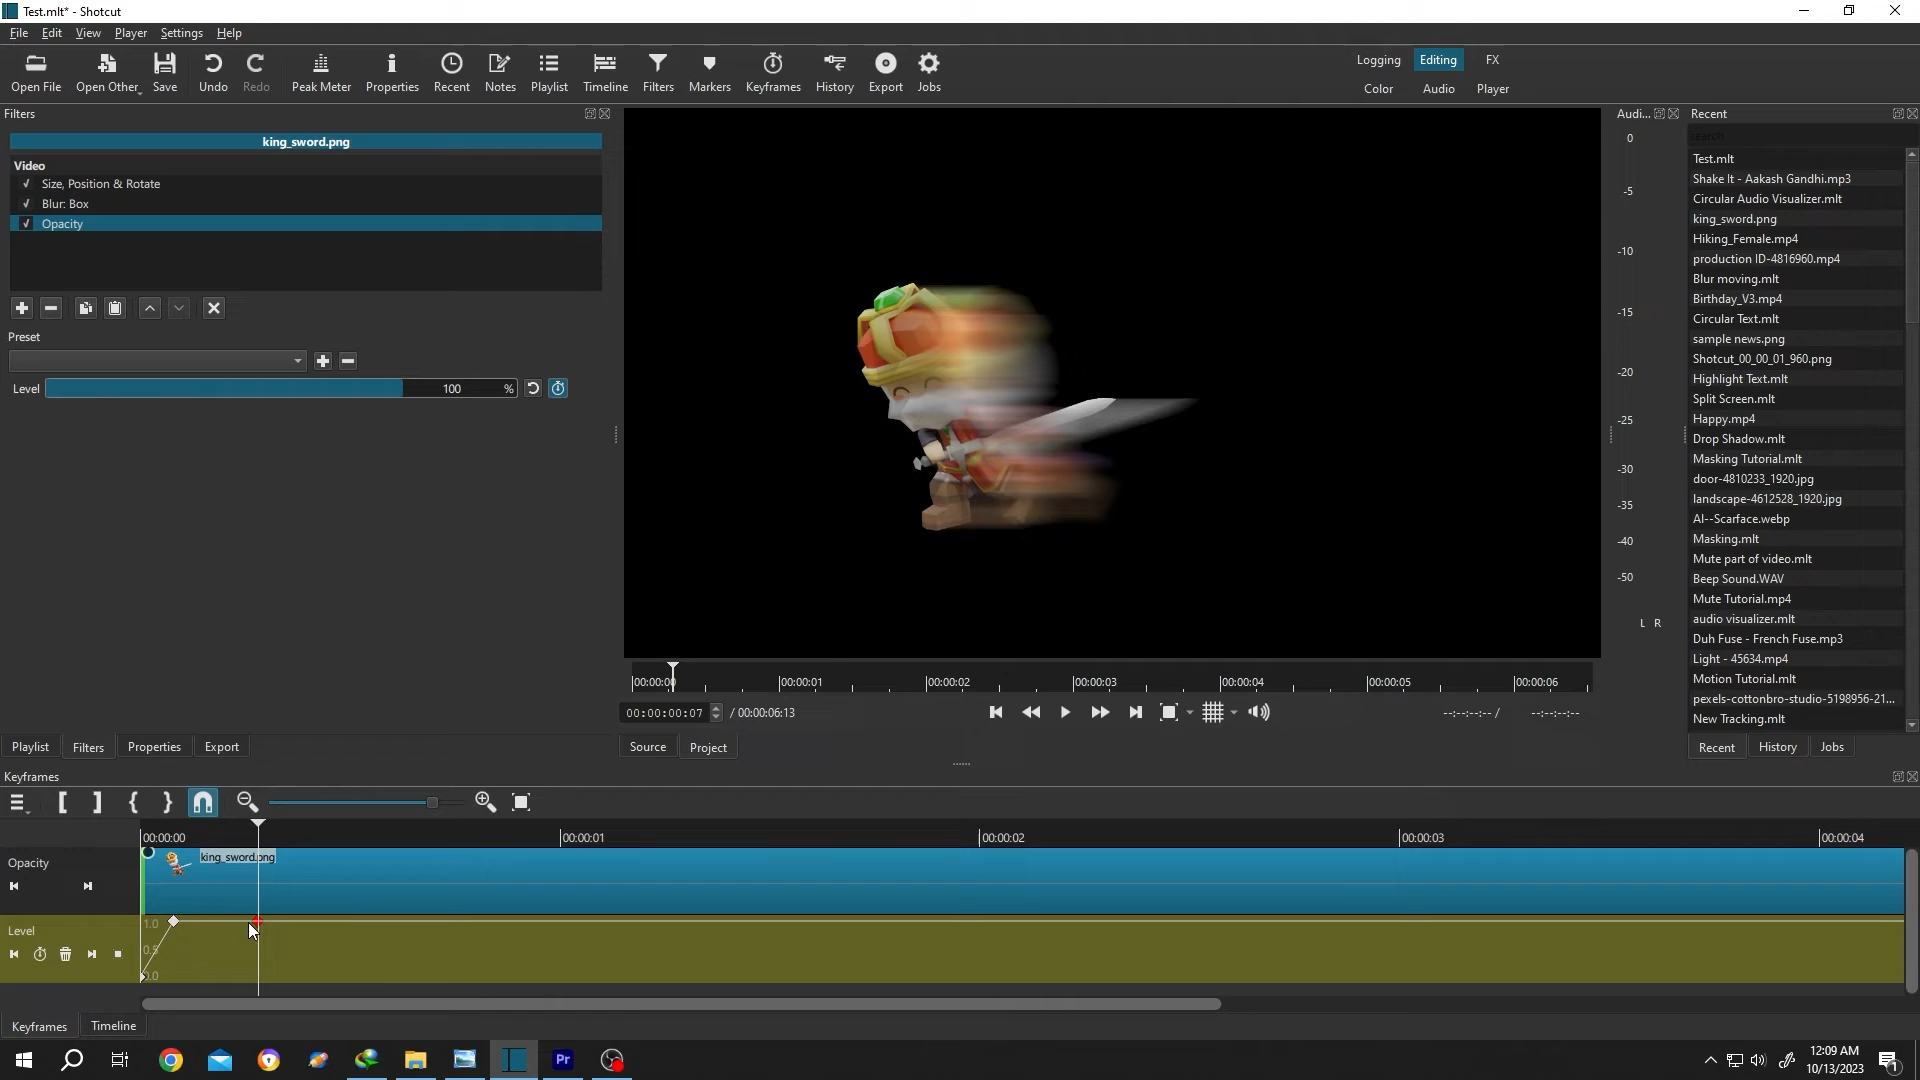 Test.mlt* - Shotcut
File Edit View Player Settings Help
Open File Open Other Save Undo Redo Peak Meter Properties Recent Notes Playlist Timeline Filters Markers Keyframes History Export Jobs
Logging Editing FX
Color Audio Player
Filters
king_sword.png
Video
Size, Position & Rotate
Blur: Box
Opacity
Preset
Level 100 %
Audi...
0
-5
-10
-15
-20
-25
-30
-35
-40
-50
L R
Recent
search
Test.mlt
Shake It - Aakash Gandhi.mp3
Circular Audio Visualizer.mlt
king_sword.png
Hiking_Female.mp4
production ID-4816960.mp4
Blur moving.mlt
Birthday_V3.mp4
Circular Text.mlt
sample news.png
Shotcut_00_00_01_960.png
Highlight Text.mlt
Split Screen.mlt
Happy.mp4
Drop Shadow.mlt
Masking Tutorial.mlt
door-4810233_1920.jpg
landscape-4612528_1920.jpg
AI--Scarface.webp
Masking.mlt
Mute part of video.mlt
Beep Sound.WAV
Mute Tutorial.mp4
audio visualizer.mlt
Duh Fuse - French Fuse.mp3
Light - 45634.mp4
Motion Tutorial.mlt
pexels-cottonbro-studio-5198956-21...
New Tracking.mlt
00:00:00 00:00:01 00:00:02 00:00:03 00:00:04 00:00:05 00:00:06
00:00:00:07 / 00:00:06:13
--:--:--:-- / --:--:--:--
Playlist Filters Properties Export
Source Project
Recent History Jobs
Keyframes
00:00:00 00:00:01 00:00:02 00:00:03 00:00:04
Opacity
king_sword.png
Level
1.0
0.5
0.0
Keyframes Timeline
Pr
12:09 AM
10/13/2023
1